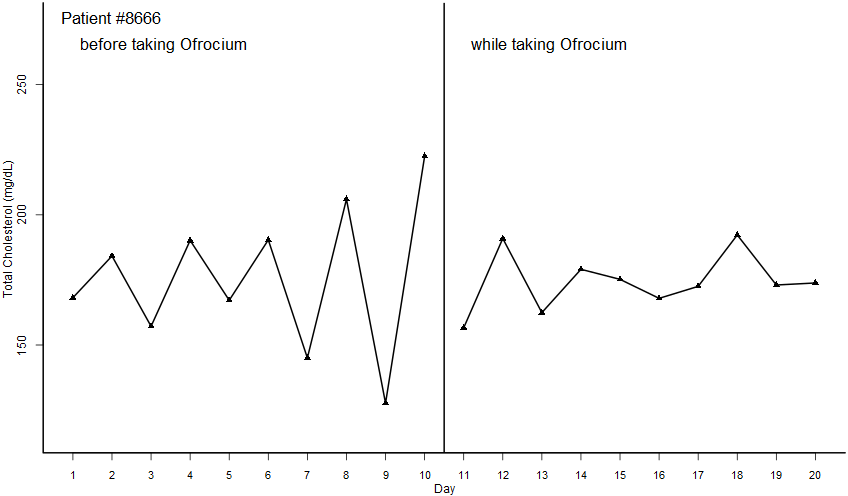 Patient #8666
before taking Ofrocium
while taking Ofrocium
Total Cholesterol (mg/dL)
250
200
150
1 2 3 4 5 6 7 8 9 10 11 12 13 14 15 16 17 18 19 20
Day